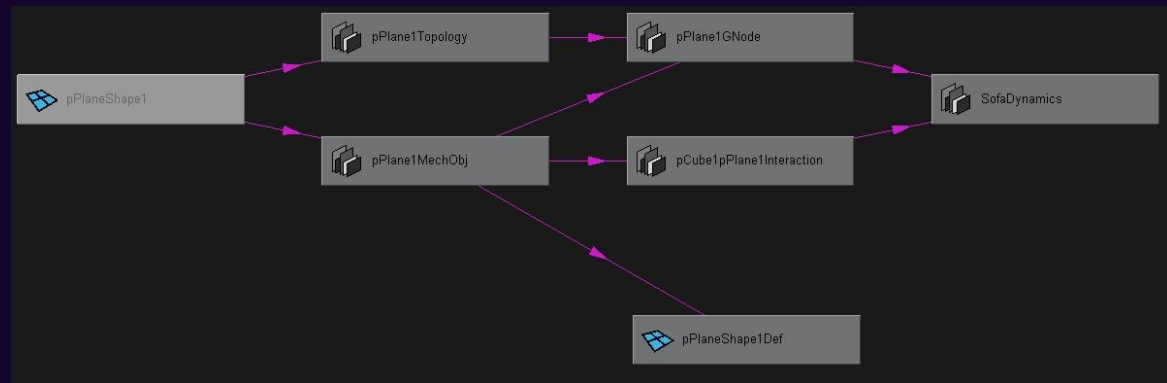 pPlane1Topology
pPlane1GNode
pPlaneShape1
SofaDynamics
pPlane1MechObj
pCube1pPlane1Interaction
pPlaneShape1Def